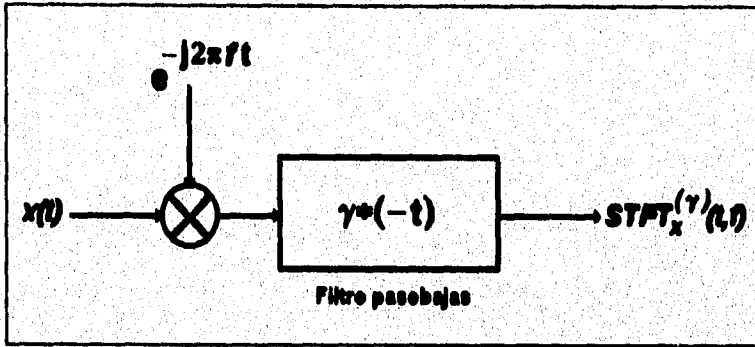 e^{-j2πft}
x(t)
γ*(-t)
STFT_x^{(γ)}(t,f)
Filtro pasobajas